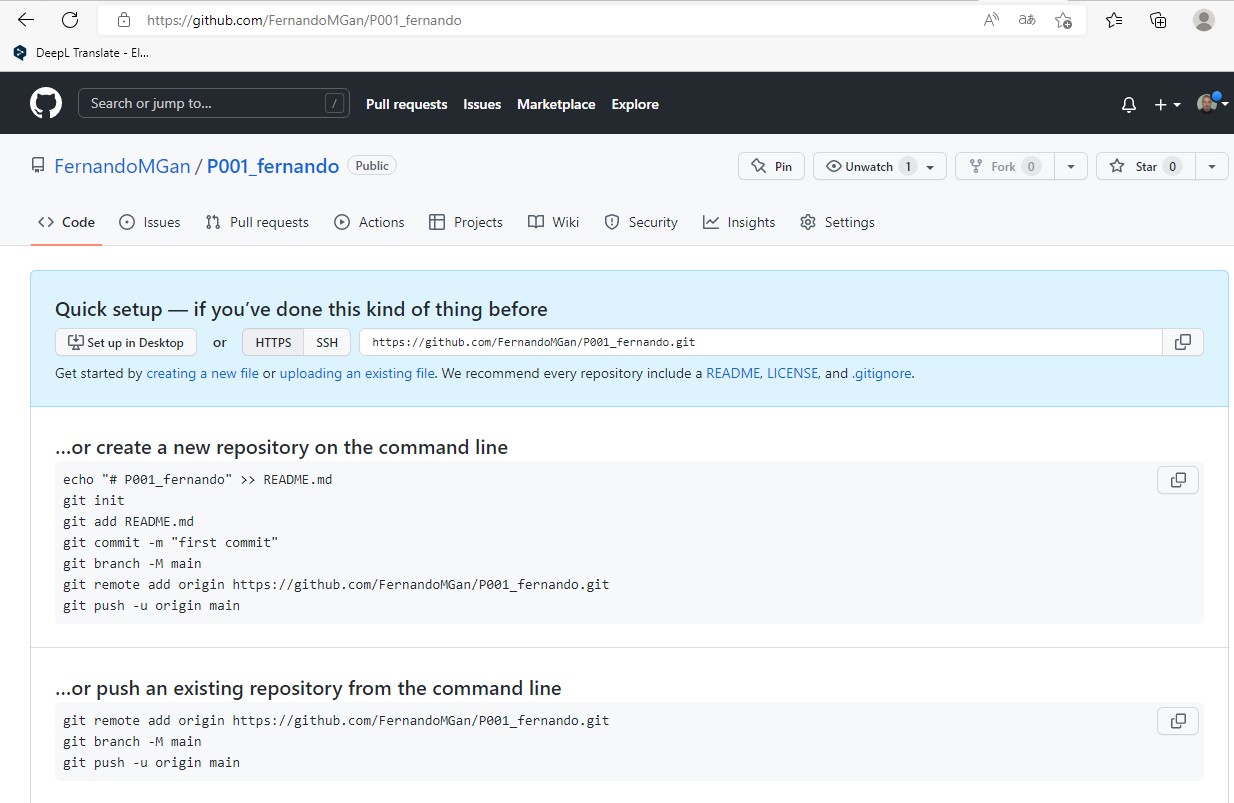 https://github.com/FernandoMGan/P001_fernando
DeepL Translate - El...
Search or jump to... /
Pull requests Issues Marketplace Explore
FernandoMGan / P001_fernando Public
Pin Unwatch 1 Fork 0 Star 0
Code Issues Pull requests Actions Projects Wiki Security Insights Settings
Quick setup — if you’ve done this kind of thing before
Set up in Desktop or HTTPS SSH https://github.com/FernandoMGan/P001_fernando.git
Get started by creating a new file or uploading an existing file. We recommend every repository include a README, LICENSE, and .gitignore.
…or create a new repository on the command line
echo "# P001_fernando" >> README.md
git init
git add README.md
git commit -m "first commit"
git branch -M main
git remote add origin https://github.com/FernandoMGan/P001_fernando.git
git push -u origin main
…or push an existing repository from the command line
git remote add origin https://github.com/FernandoMGan/P001_fernando.git
git branch -M main
git push -u origin main